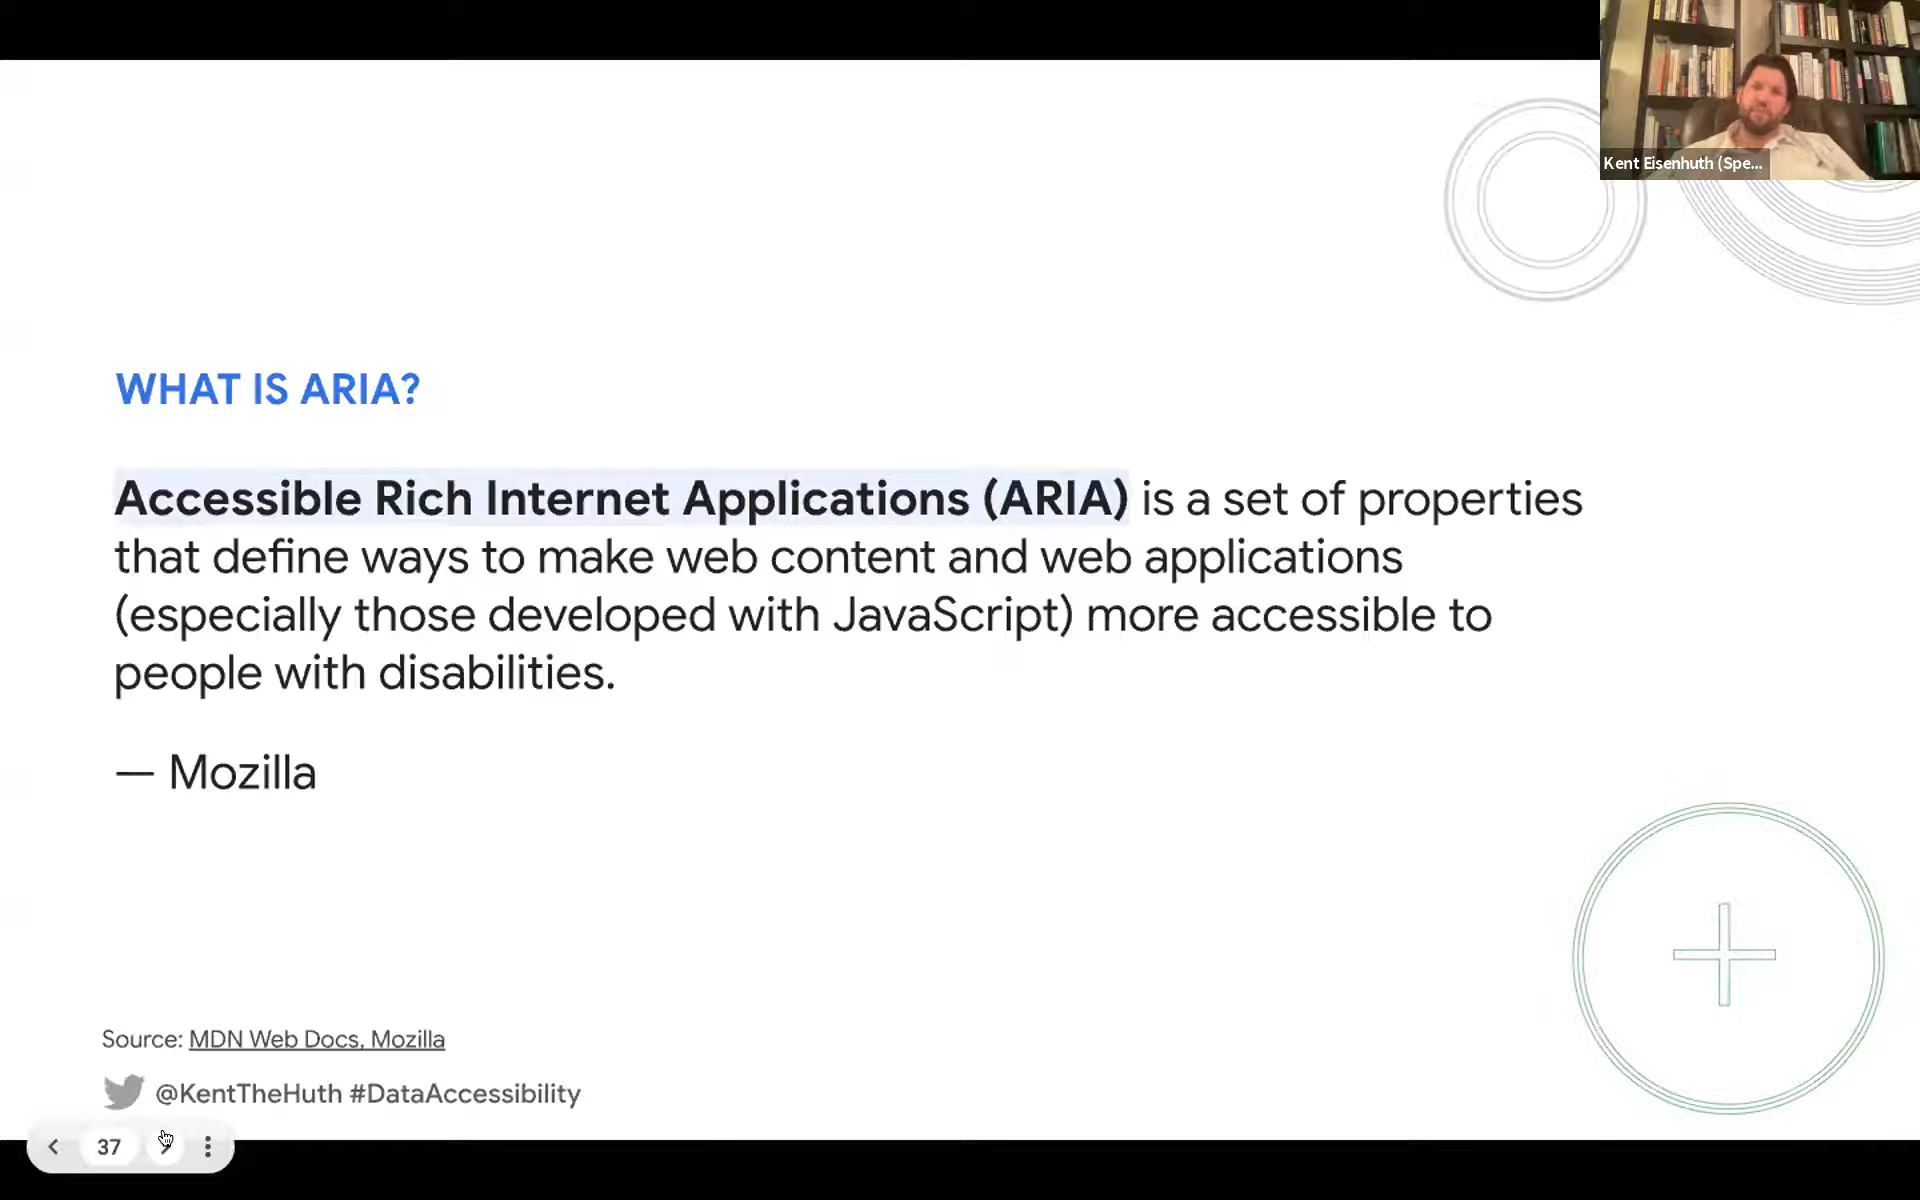 Kent Eisenhuth (Spe...
WHAT IS ARIA?
Accessible Rich Internet Applications (ARIA) is a set of properties
that define ways to make web content and web applications
(especially those developed with JavaScript) more accessible to
people with disabilities.
— Mozilla
Source: MDN Web Docs, Mozilla
@KentTheHuth #DataAccessibility
37